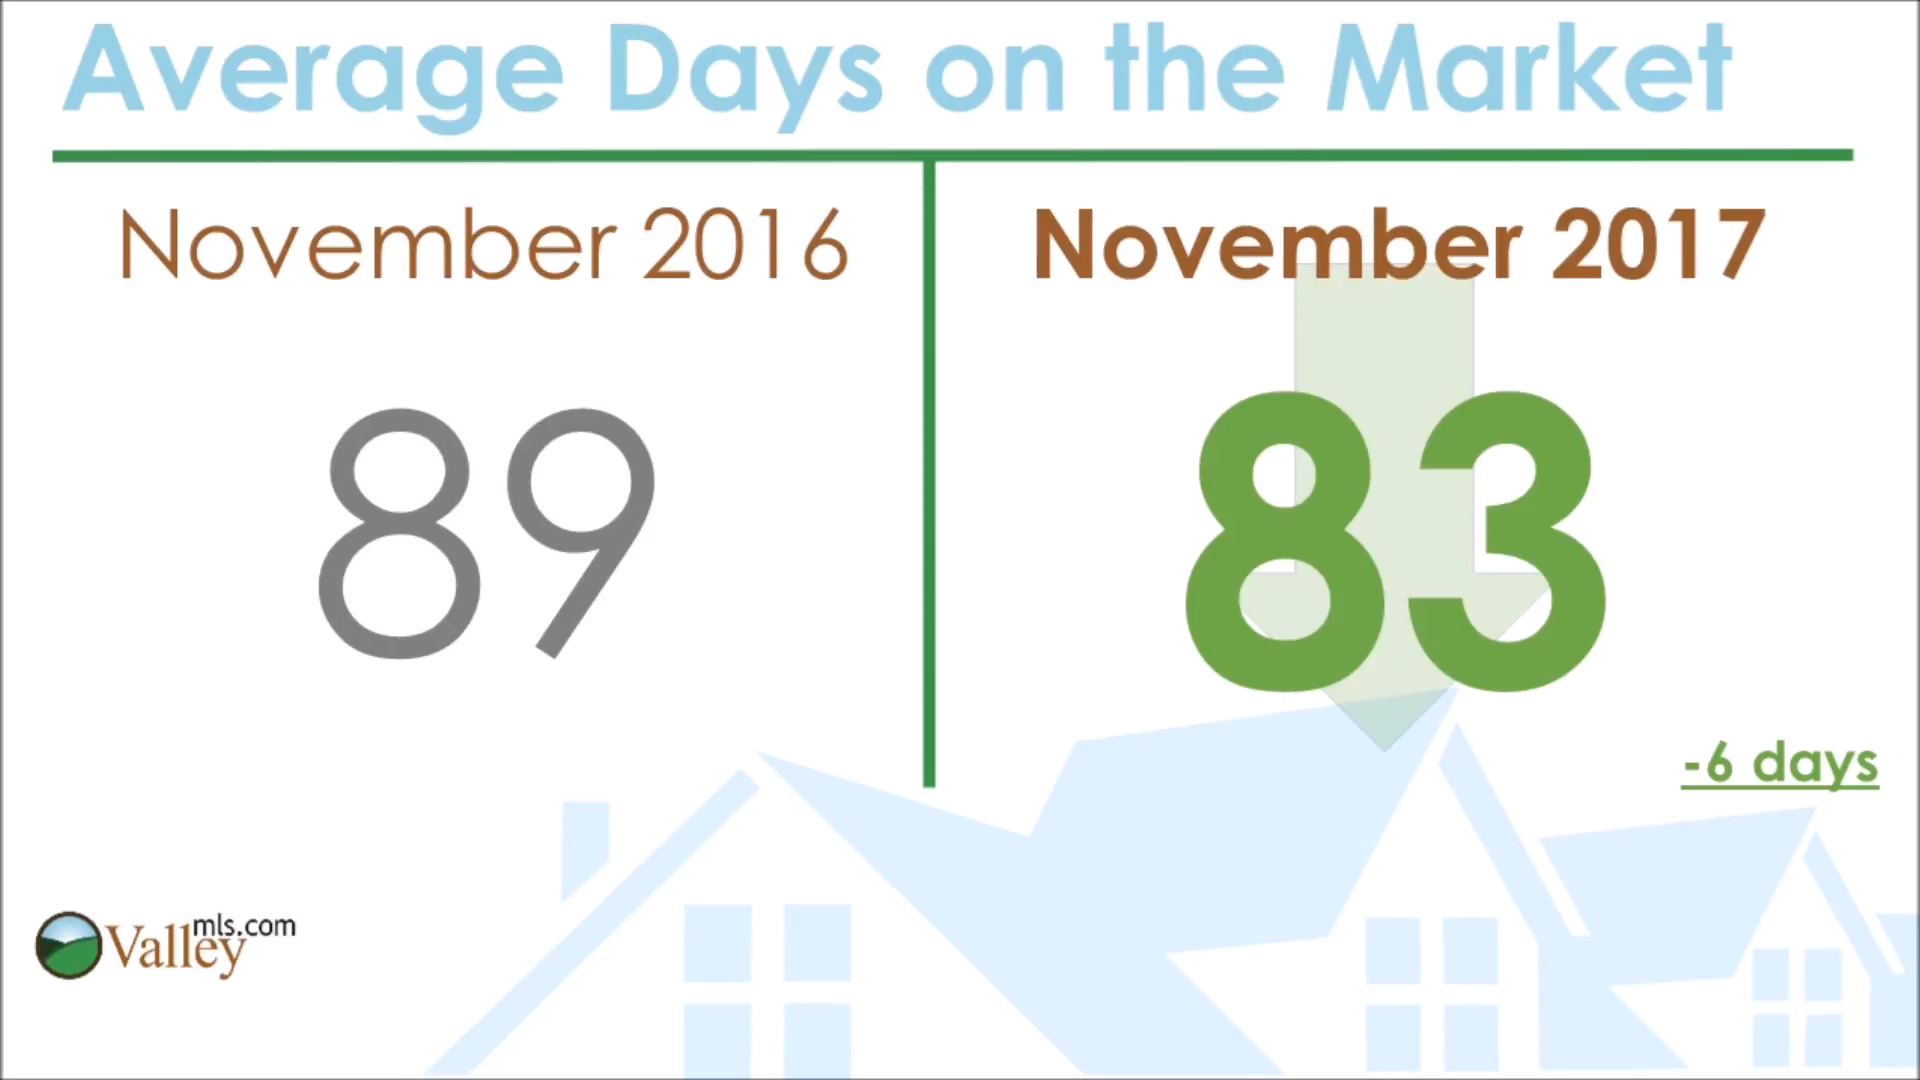 Average Days on the Market
November 2016
November 2017
89
83
-6 days
Valley mls.com